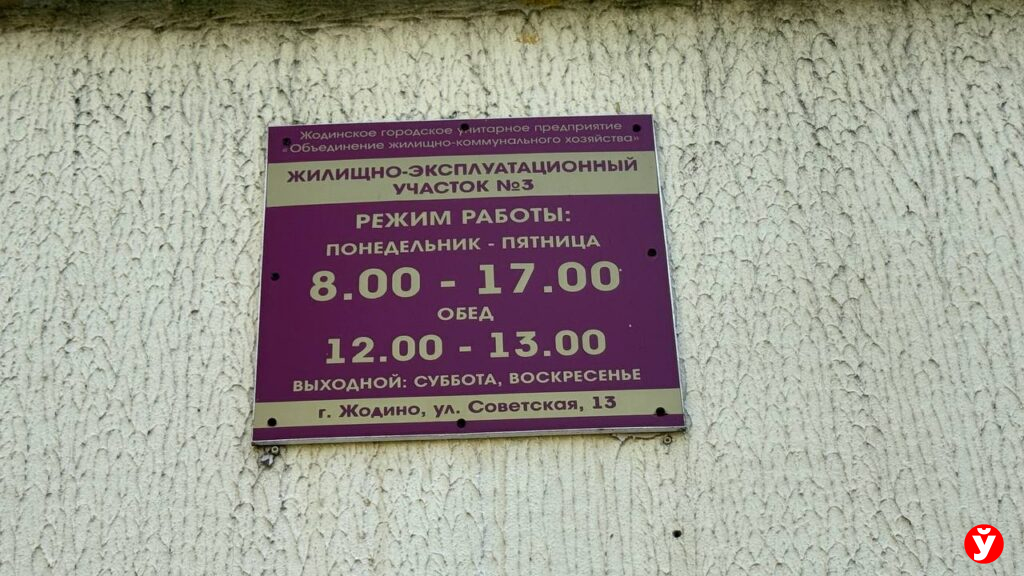 Жодинское городское унитарное предприятие
«Объединение жилищно-коммунального хозяйства»
ЖИЛИЩНО-ЭКСПЛУАТАЦИОННЫЙ
УЧАСТОК №3
РЕЖИМ РАБОТЫ:
ПОНЕДЕЛЬНИК - ПЯТНИЦА
8.00 - 17.00
ОБЕД
12.00 - 13.00
ВЫХОДНОЙ: СУББОТА, ВОСКРЕСЕНЬЕ
г. Жодино, ул. Советская, 13
ў